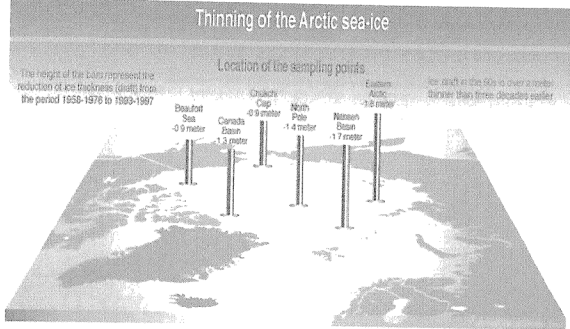 Thinning of the Arctic sea-ice
Location of the sampling points
The height of the bars represent the
reduction of ice thickness (draft) from
the period 1958-1976 to 1993-1997
Ice draft in the 90s is over a meter
thinner than three decades earlier
Beaufort
Sea
-0.9 meter
Canada
Basin
-1.3 meter
Chukchi
Cap
-0.9 meter
North
Pole
-1.4 meter
Nansen
Basin
-1.7 meter
Eastern
Arctic
-1.8 meter